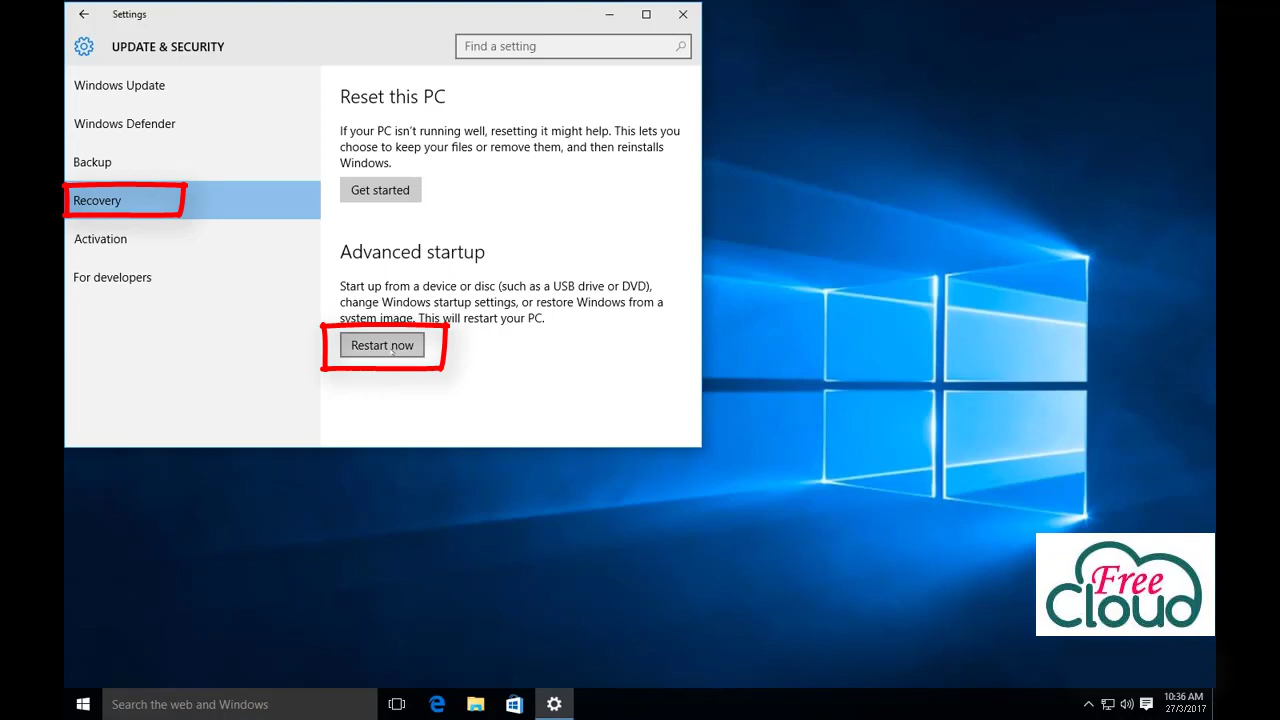 Settings
UPDATE & SECURITY
Find a setting
Windows Update
Windows Defender
Backup
Recovery
Activation
For developers
Reset this PC
If your PC isn't running well, resetting it might help. This lets you
choose to keep your files or remove them, and then reinstalls
Windows.
Get started
Advanced startup
Start up from a device or disc (such as a USB drive or DVD),
change Windows startup settings, or restore Windows from a
system image. This will restart your PC.
Restart now
Free
Cloud
Search the web and Windows
10:36 AM
27/3/2017